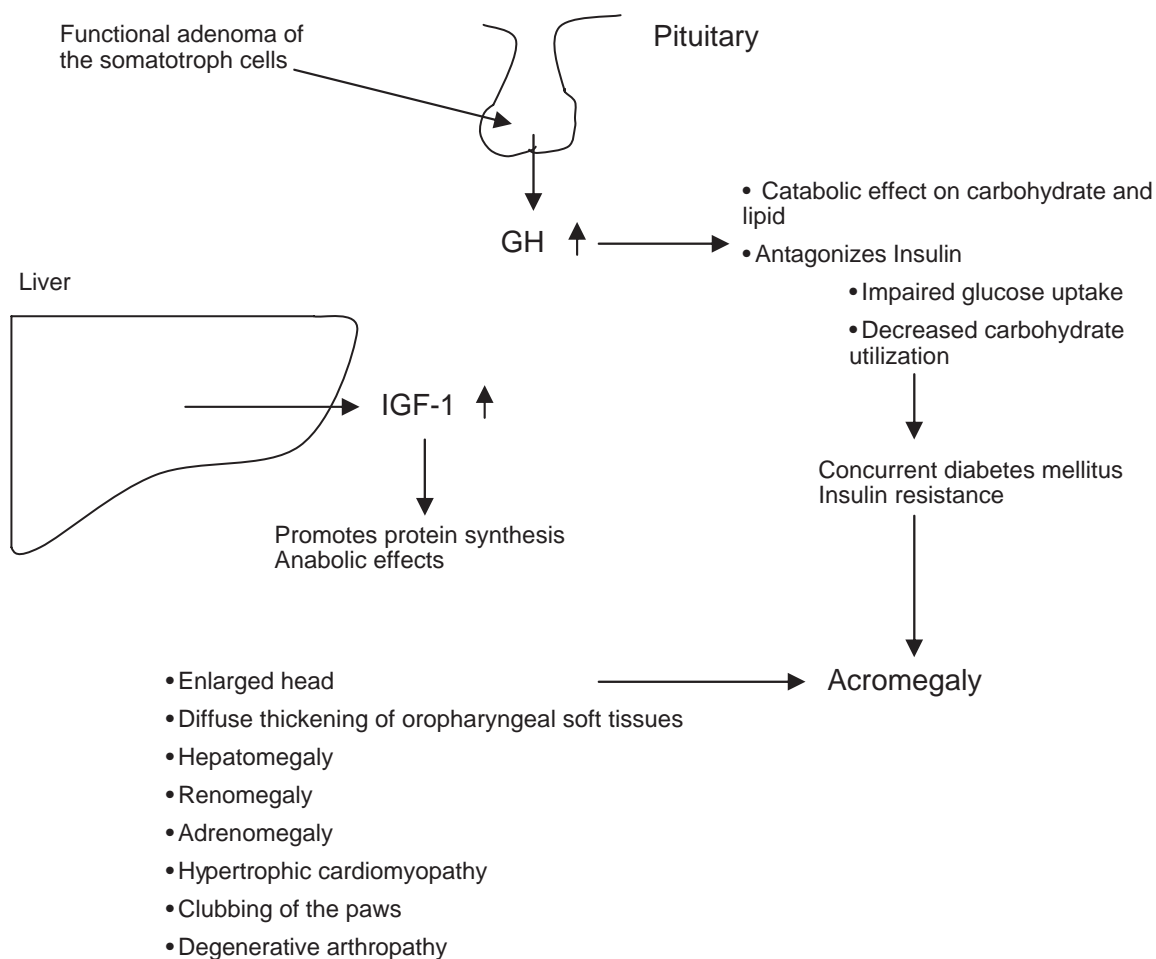 Functional adenoma of
the somatotroph cells
Pituitary
GH
• Catabolic effect on carbohydrate and
lipid
• Antagonizes Insulin
• Impaired glucose uptake
• Decreased carbohydrate
utilization
Liver
IGF-1
Promotes protein synthesis
Anabolic effects
Concurrent diabetes mellitus
Insulin resistance
Acromegaly
• Enlarged head
• Diffuse thickening of oropharyngeal soft tissues
• Hepatomegaly
• Renomegaly
• Adrenomegaly
• Hypertrophic cardiomyopathy
• Clubbing of the paws
• Degenerative arthropathy